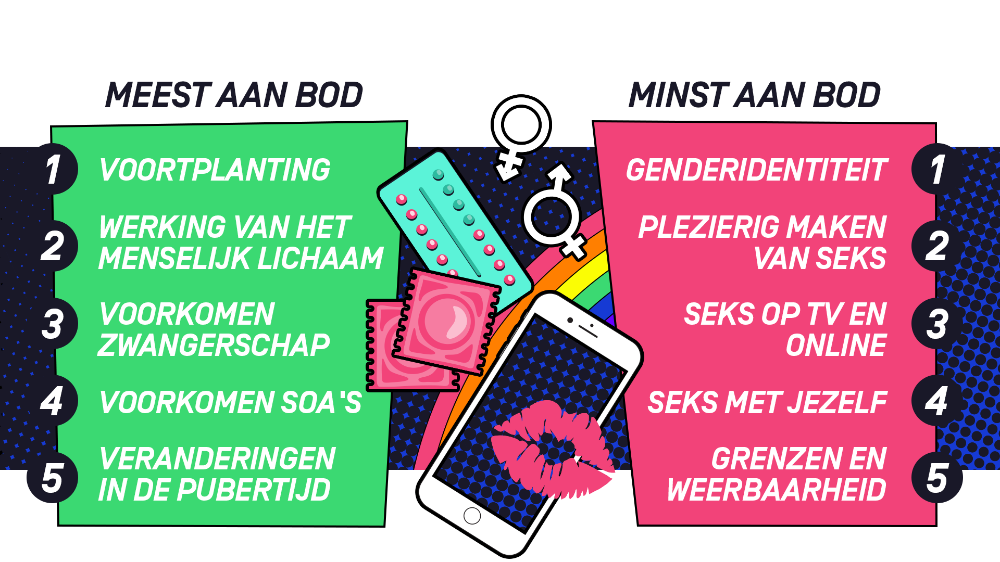 MEEST AAN BOD
1 VOORTPLANTING
2 WERKING VAN HET
MENSELIJK LICHAAM
3 VOORKOMEN
ZWANGERSCHAP
4 VOORKOMEN SOA'S
5 VERANDERINGEN
IN DE PUBERTIJD
MINST AAN BOD
GENDERIDENTITEIT 1
PLEZIERIG MAKEN
VAN SEKS 2
SEKS OP TV EN
ONLINE 3
SEKS MET JEZELF 4
GRENZEN EN
WEERBAARHEID 5